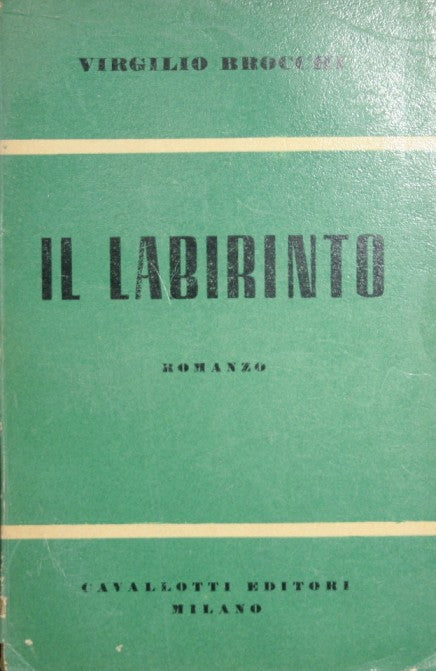 VIRGILIO BROCCHI
IL LABIRINTO
ROMANZO
CAVALLOTTI EDITORI
MILANO